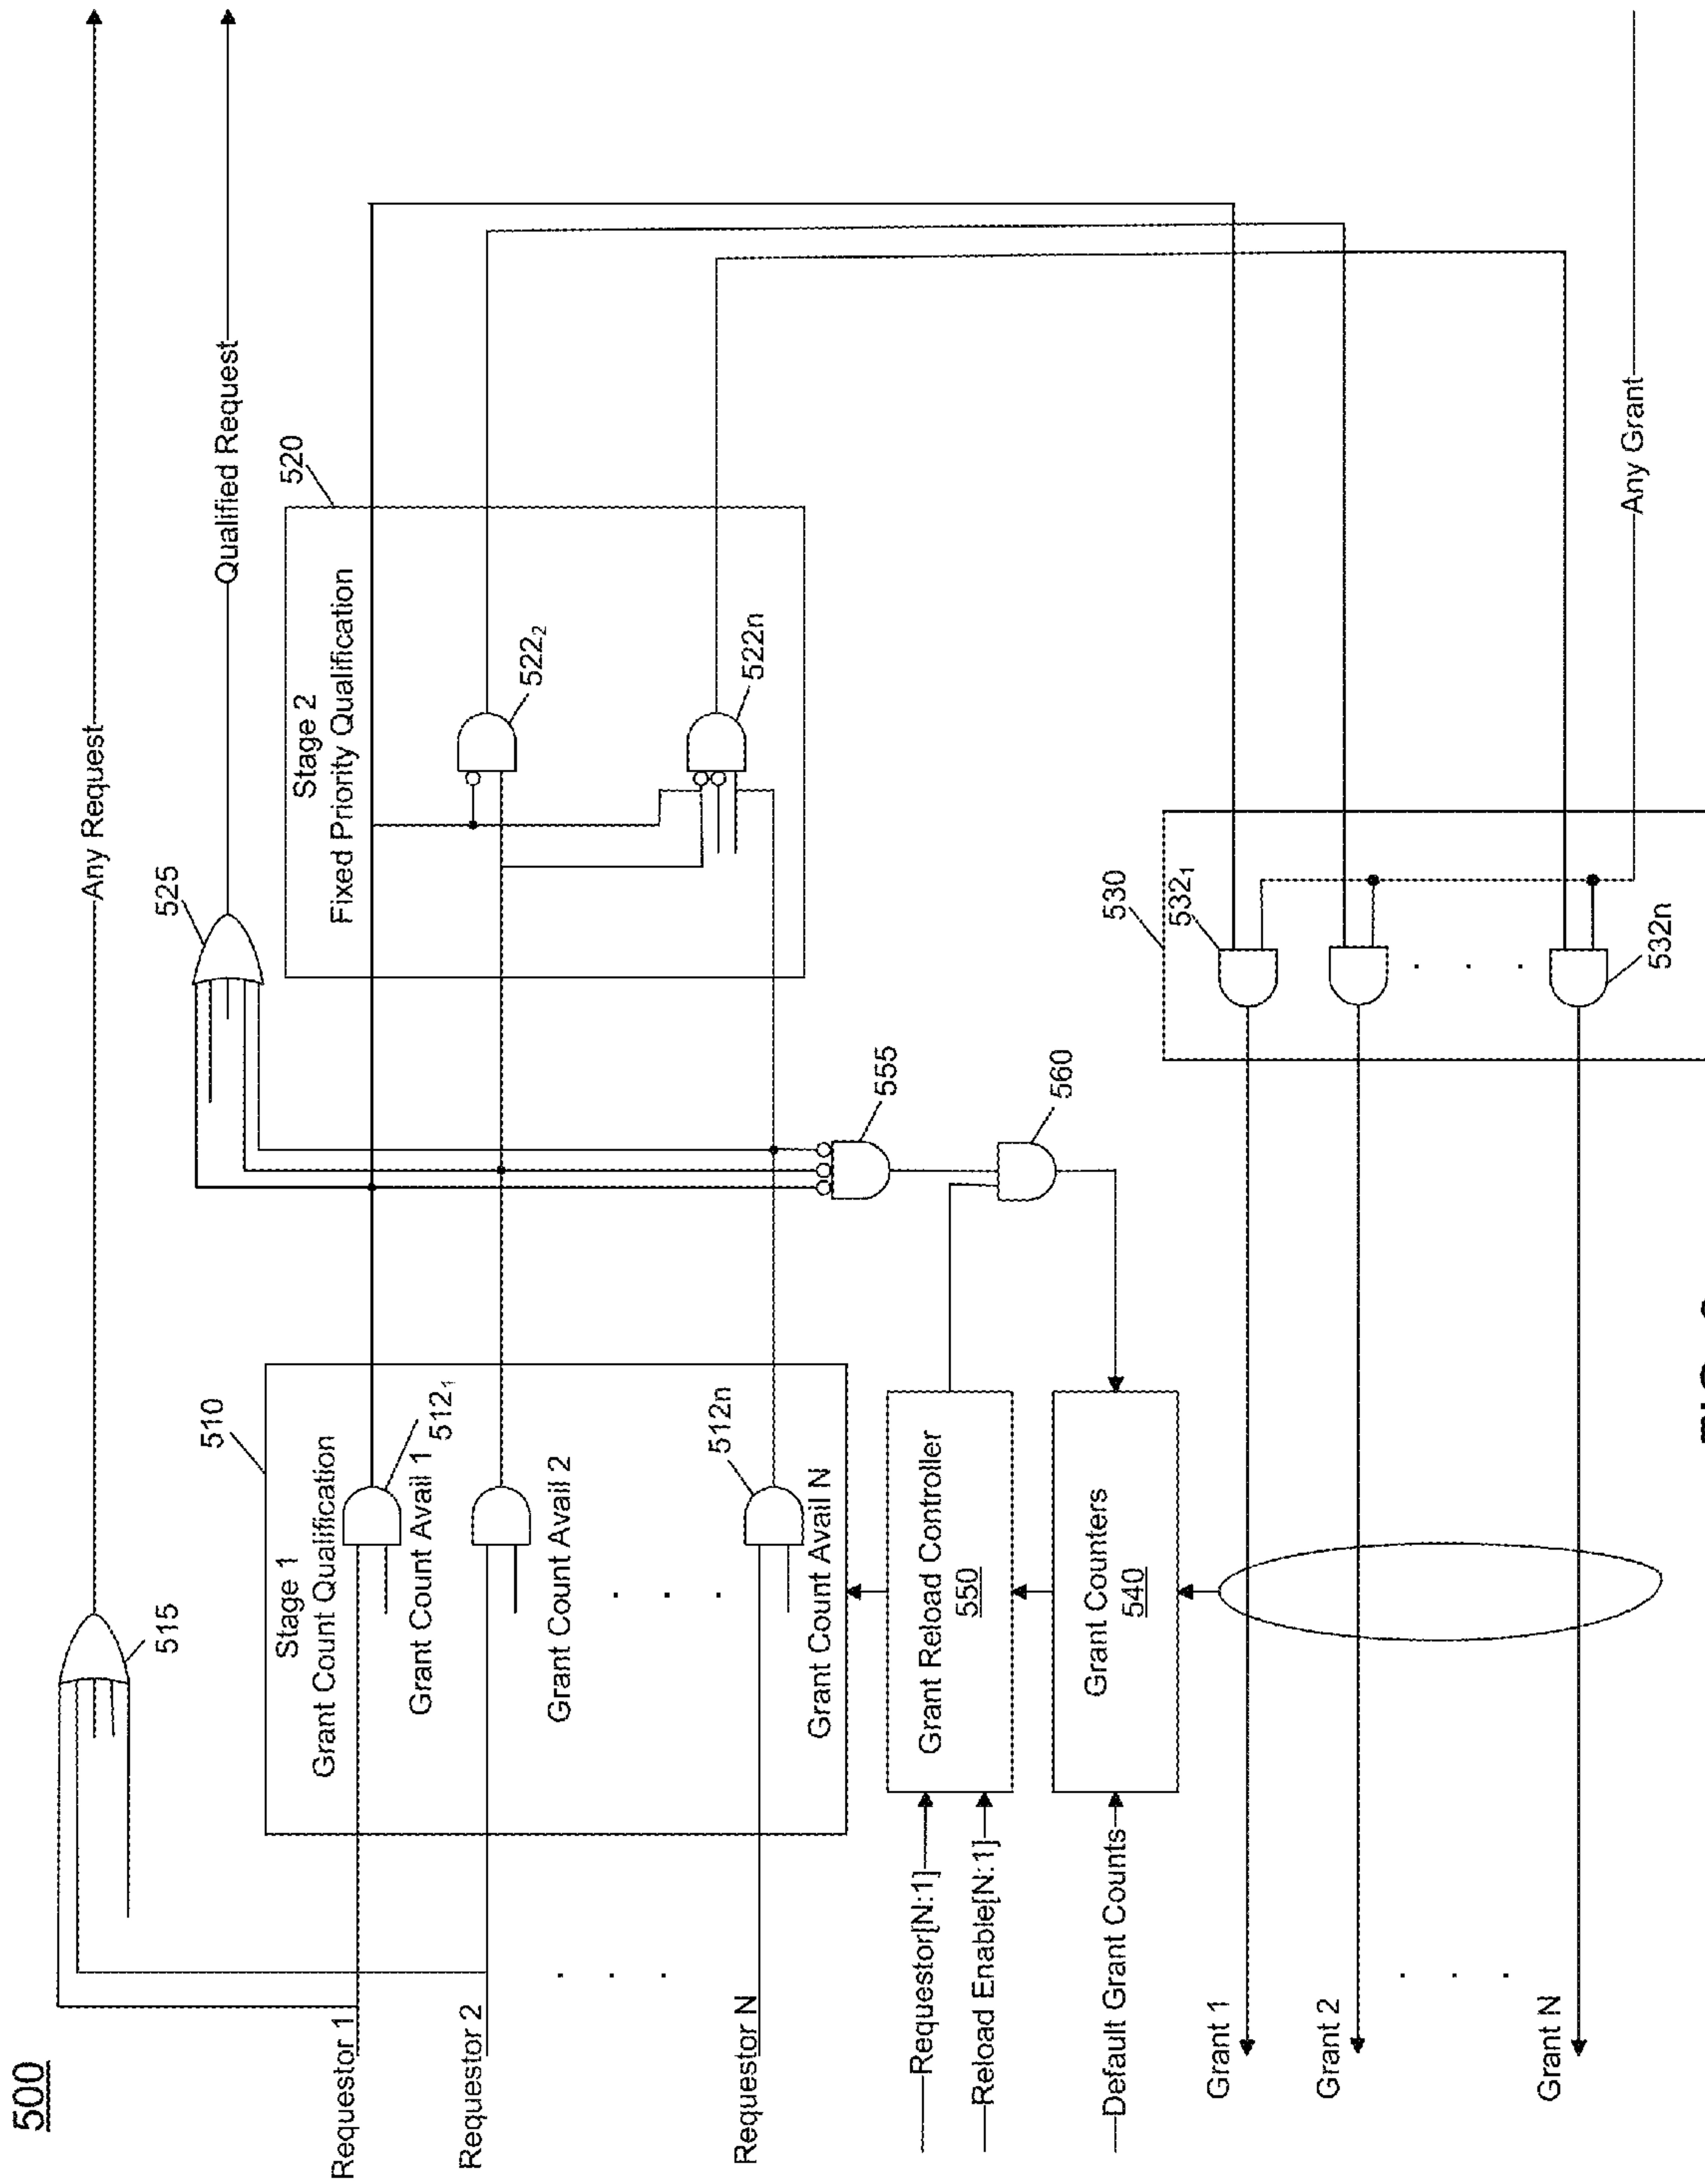 500
Any Request
Qualified Request
515
525
510
Stage 1
Grant Count Qualification
512₁
Grant Count Avail 1
Grant Count Avail 2
512n
Grant Count Avail N
520
Stage 2
Fixed Priority Qualification
522₂
522n
Requestor 1
Requestor 2
. . .
Requestor N
555
560
Requestor[N:1]
Reload Enable[N:1]
Grant Reload Controller
550
Default Grant Counts
Grant Counters
540
530
532₁
532n
Grant 1
Grant 2
. . .
Grant N
Any Grant